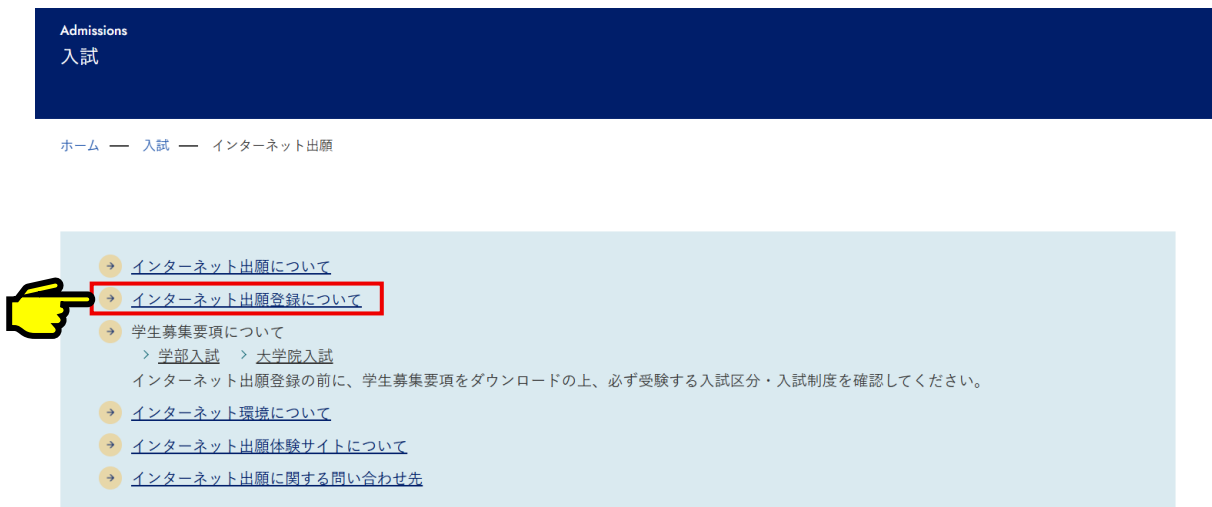 Admissions
入試
ホーム ― 入試 ― インターネット出願
インターネット出願について
インターネット出願登録について
学生募集要項について
> 学部入試 > 大学院入試
インターネット出願登録の前に、学生募集要項をダウンロードの上、必ず受験する入試区分・入試制度を確認してください。
インターネット環境について
インターネット出願体験サイトについて
インターネット出願に関する問い合わせ先